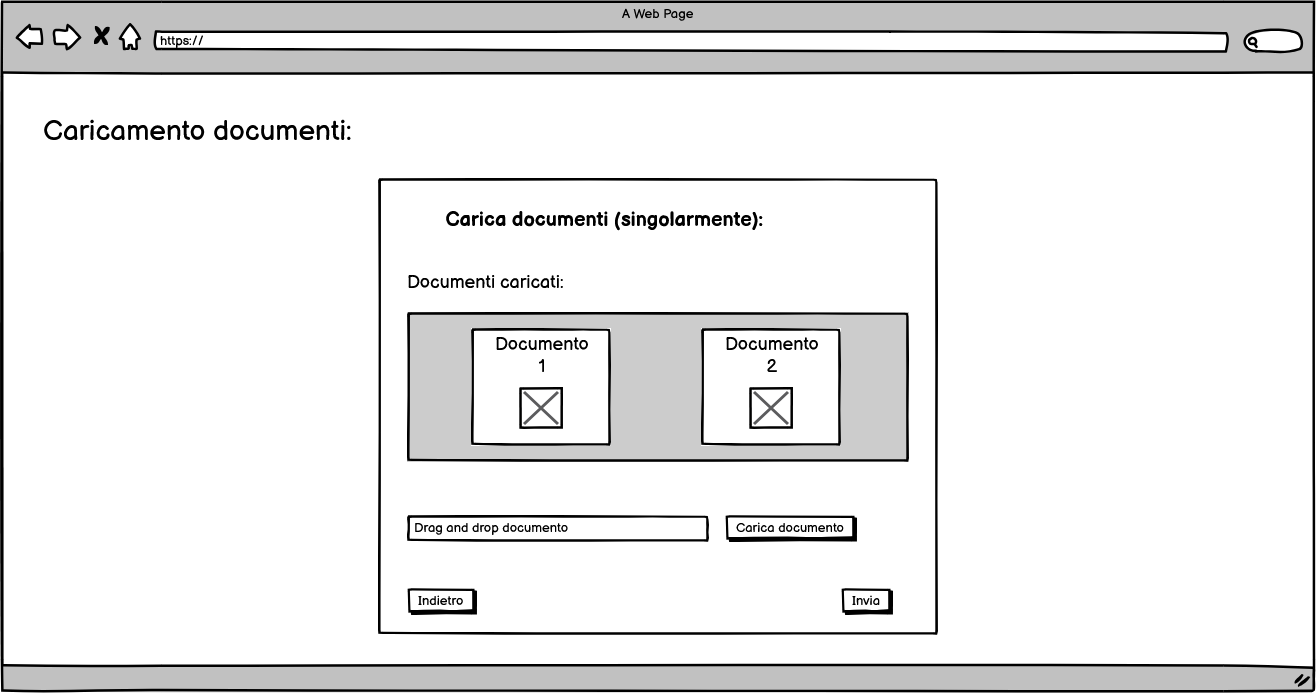 A Web Page
https://
Caricamento documenti:
Carica documenti (singolarmente):
Documenti caricati:
Documento
1
Documento
2
Drag and drop documento
Carica documento
Indietro
Invia